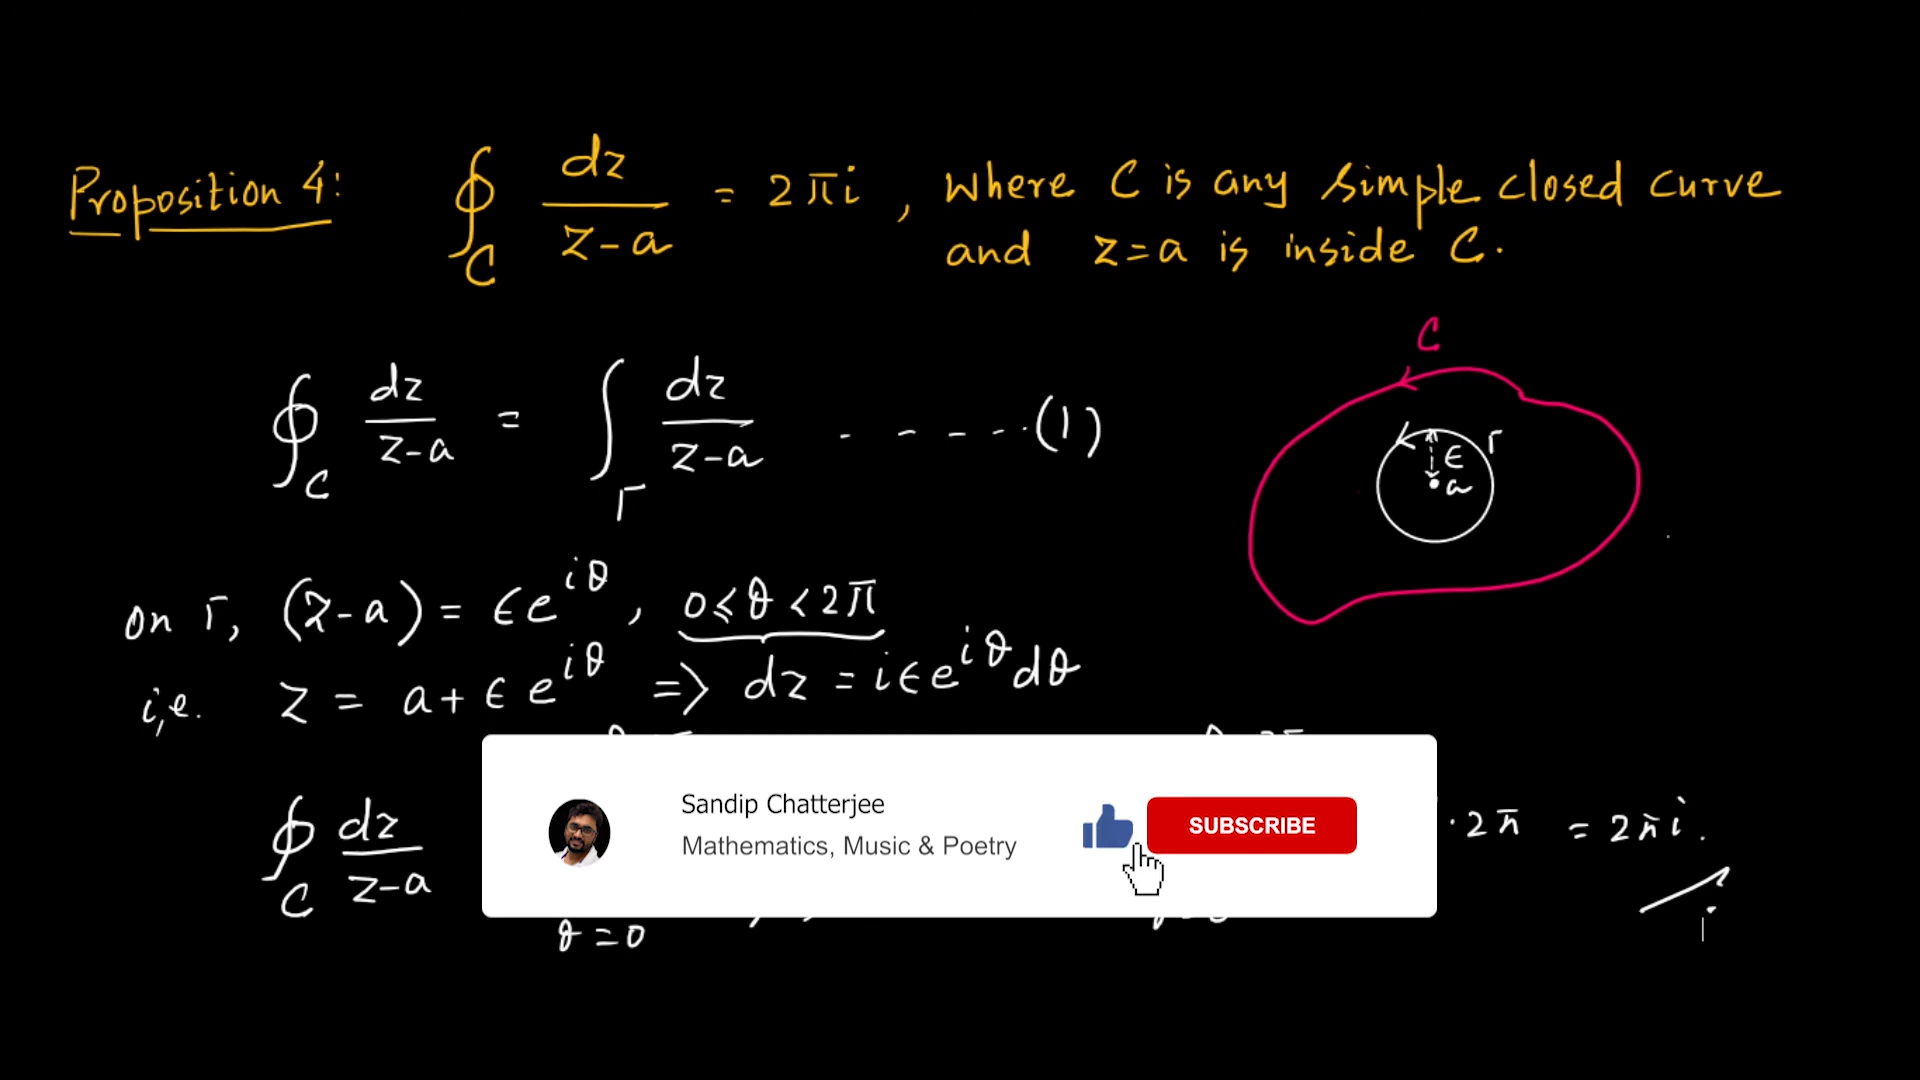 Proposition 4: ∮_C dz/(z-a) = 2πi, where C is any simple closed curve
and z=a is inside C.
C
∮_C dz/(z-a) = ∫_Γ dz/(z-a) - - - - - ..(1)
Γ
ϵ
a
on Γ, (z-a) = ϵe^{iθ}, 0≤θ<2π
i.e. z = a+ϵe^{iθ} => dz = iϵe^{iθ}dθ
Sandip Chatterjee
Mathematics, Music & Poetry
SUBSCRIBE
∮_C dz/(z-a) ·2π = 2πi.
θ=0